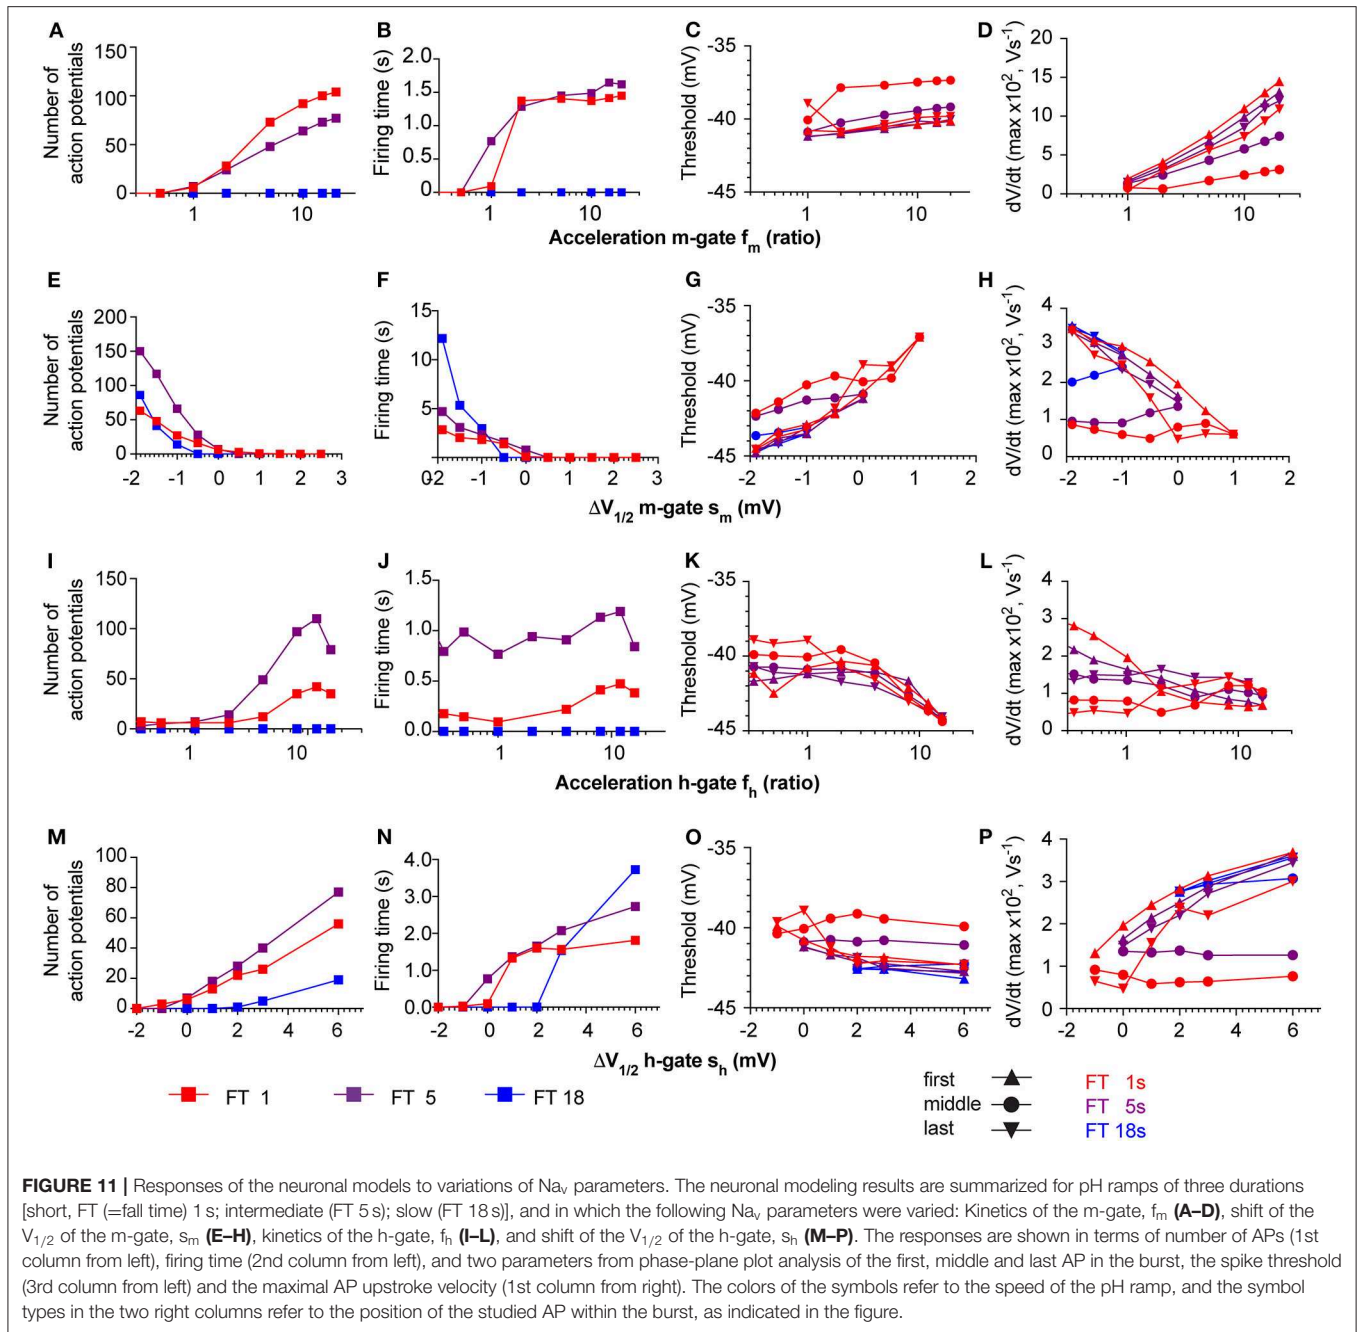 A
B
C
D
Number of
action potentials
150
100
50
0
1
10
Firing time (s)
2.0
1.5
1.0
0.5
0
1
10
Threshold (mV)
-35
-40
-45
1
10
dV/dt (max x10², Vs⁻¹)
20
15
10
5
0
1
10
Acceleration m-gate fₘ (ratio)
E
F
G
H
Number of
action potentials
200
150
100
50
0
-2
-1
0
1
2
3
Firing time (s)
15
10
5
0
-2
-1
0
1
2
3
Threshold (mV)
-35
-40
-45
-2
-1
0
1
2
dV/dt (max x10², Vs⁻¹)
4
3
2
1
0
-2
-1
0
1
2
ΔV1/2 m-gate sₘ (mV)
I
J
K
L
Number of
action potentials
150
100
50
0
1
10
Firing time (s)
1.5
1.0
0.5
0.0
1
10
Threshold (mV)
-35
-40
-45
1
10
dV/dt (max x10², Vs⁻¹)
4
3
2
1
0
1
10
Acceleration h-gate fₕ (ratio)
M
N
O
P
Number of
action potentials
100
80
60
40
20
0
-2
0
2
4
6
Firing time (s)
4.0
3.0
2.0
1.0
0.0
-2
0
2
4
6
Threshold (mV)
-35
-40
-45
-2
0
2
4
6
dV/dt (max x10², Vs⁻¹)
4
3
2
1
0
-2
0
2
4
6
ΔV1/2 h-gate sₕ (mV)
FT 1
FT 5
FT 18
first
middle
last
FT 1s
FT 5s
FT 18s
FIGURE 11 | Responses of the neuronal models to variations of Naᵥ parameters. The neuronal modeling results are summarized for pH ramps of three durations
[short, FT (=fall time) 1 s; intermediate (FT 5 s); slow (FT 18 s)], and in which the following Naᵥ parameters were varied: Kinetics of the m-gate, fₘ (A–D), shift of the
V1/2 of the m-gate, sₘ (E–H), kinetics of the h-gate, fₕ (I–L), and shift of the V1/2 of the h-gate, sₕ (M–P). The responses are shown in terms of number of APs (1st
column from left), firing time (2nd column from left), and two parameters from phase-plane plot analysis of the first, middle and last AP in the burst, the spike threshold
(3rd column from left) and the maximal AP upstroke velocity (1st column from right). The colors of the symbols refer to the speed of the pH ramp, and the symbol
types in the two right columns refer to the position of the studied AP within the burst, as indicated in the figure.